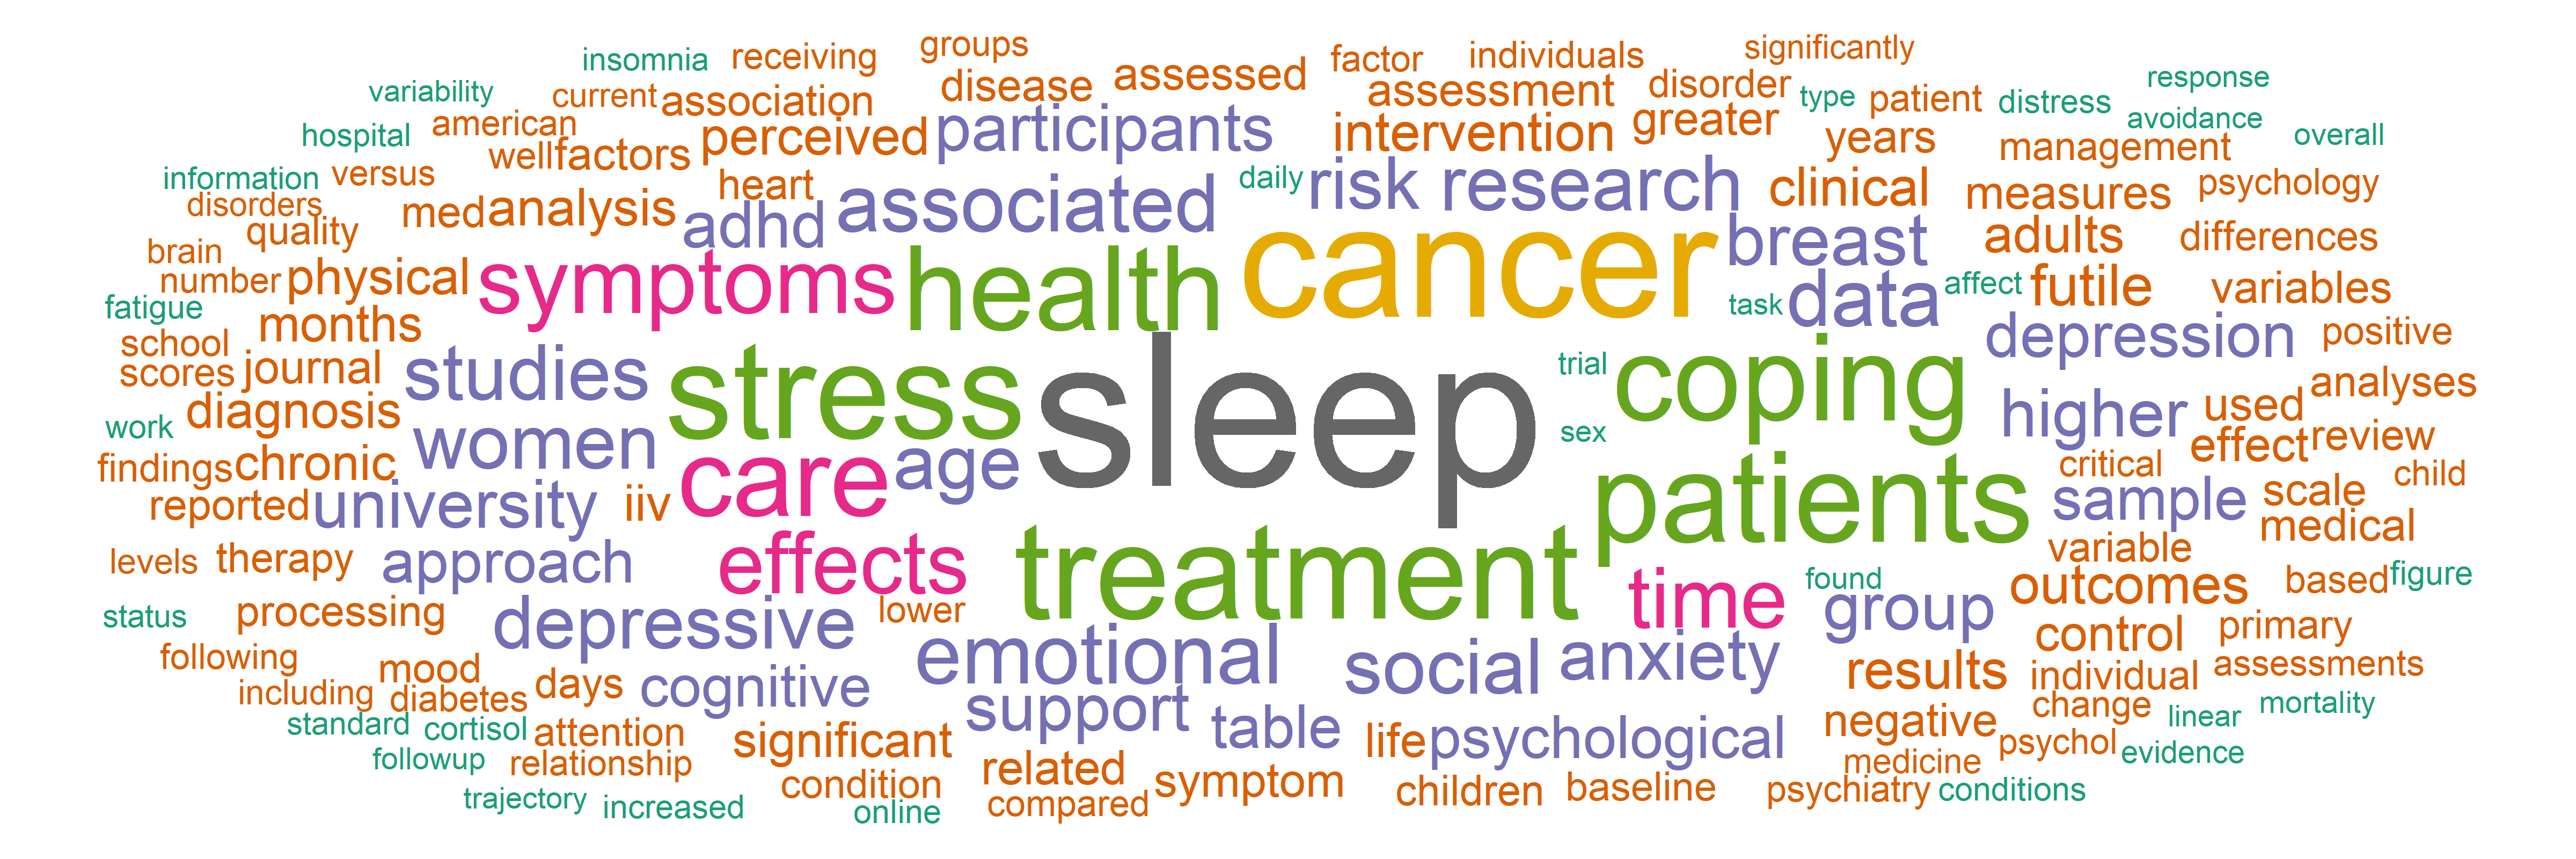 insomnia receiving groups assessed factor individuals significantly
variability current association disease assessment disorder type patient distress response
hospital american perceived participants intervention greater years avoidance overall
information versus well factors heart associated daily risk research clinical management
disorders med analysis adhd measures psychology
brain quality symptoms health cancer breast adults differences
number physical data affect futile variables
fatigue months task depression positive
school journal studies stress sleep trial coping analyses
scores diagnosis higher used
work women care age sex effect review
findings chronic patients critical child
reported university iiv sample scale medical
levels therapy approach effects treatment time found variable based figure
status processing depressive lower group outcomes primary
following mood emotional social anxiety control assessments
including diabetes days cognitive results individual
standard cortisol attention support table negative change linear mortality
followup relationship significant life psychological psychol evidence
trajectory increased condition related symptom children baseline medicine psychiatry conditions
online compared